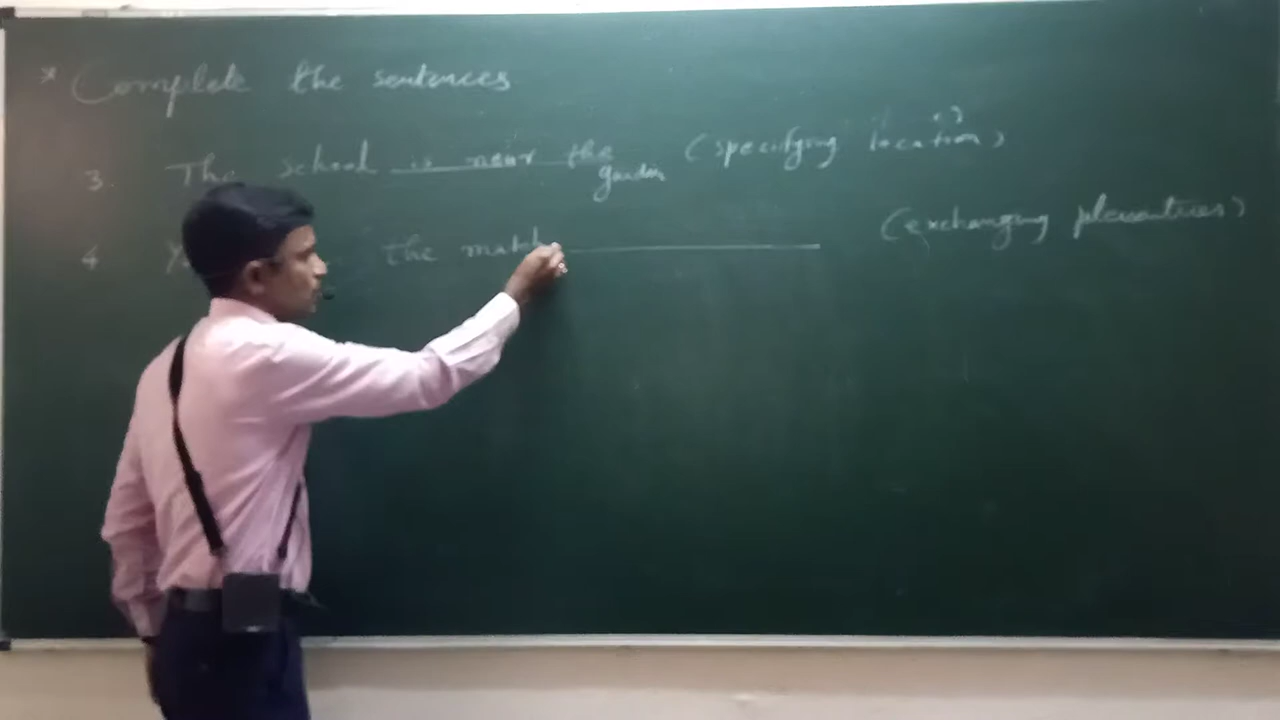 * Complete the sentences
3. The school is near the garden (specifying location)
4 The match (exchanging pleasantries)